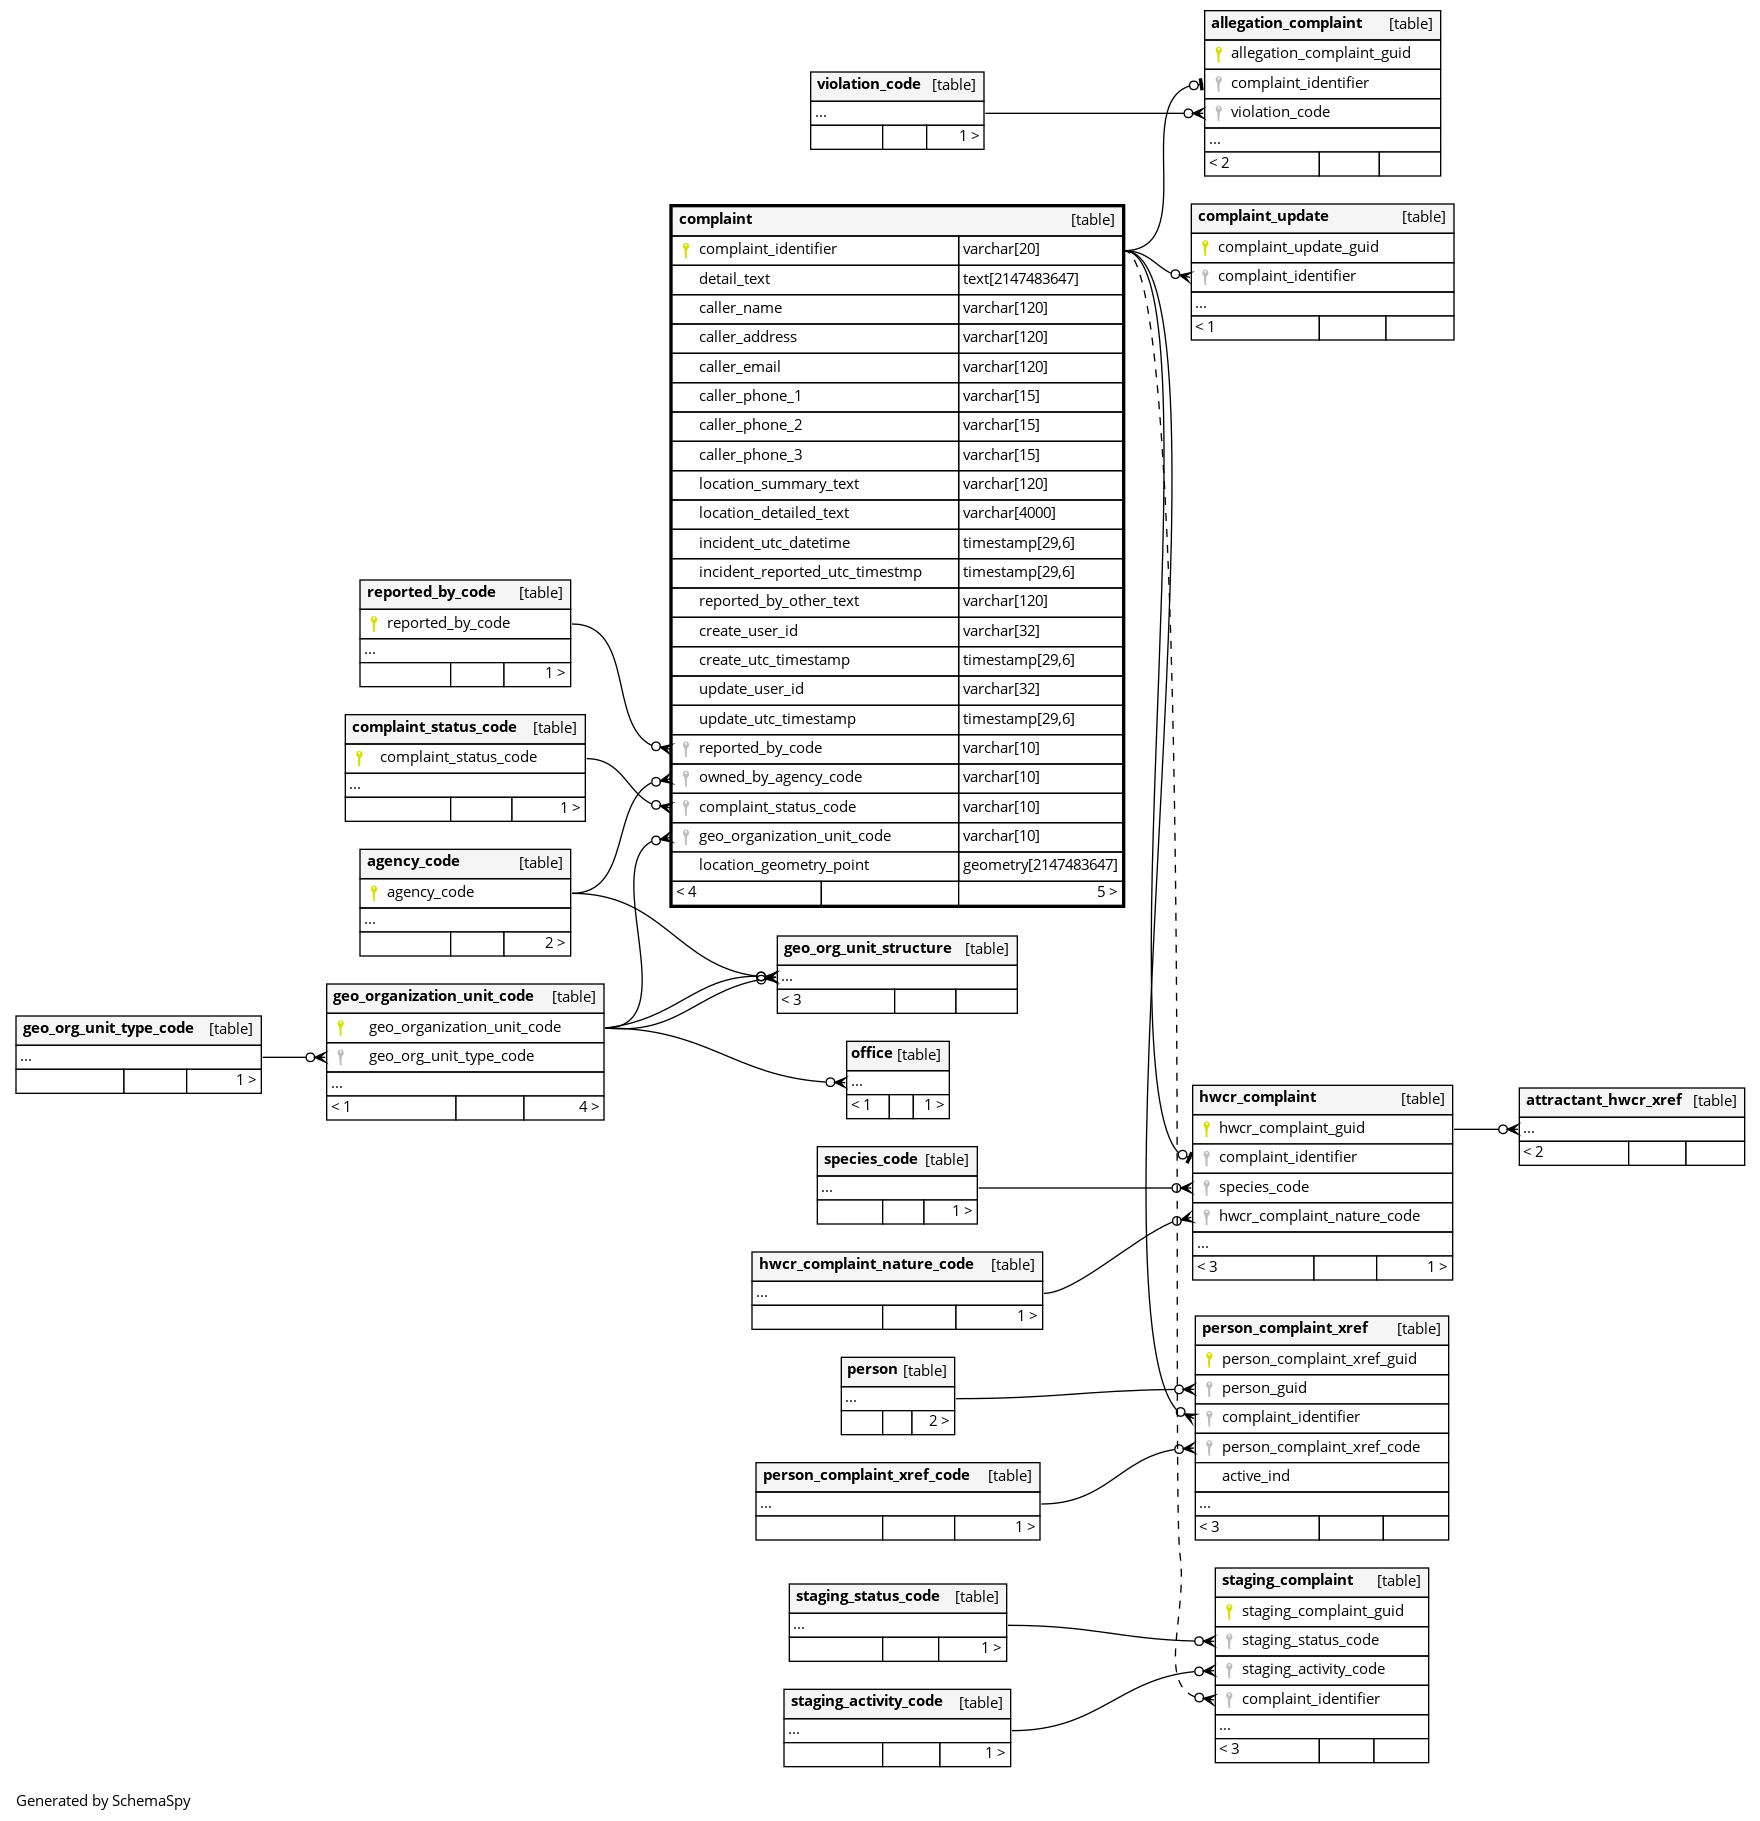 allegation_complaint [table]
allegation_complaint_guid
complaint_identifier
violation_code
...
< 2
violation_code [table]
...
1 >
complaint_update [table]
complaint_update_guid
complaint_identifier
...
< 1
complaint [table]
complaint_identifier varchar[20]
detail_text text[2147483647]
caller_name varchar[120]
caller_address varchar[120]
caller_email varchar[120]
caller_phone_1 varchar[15]
caller_phone_2 varchar[15]
caller_phone_3 varchar[15]
location_summary_text varchar[120]
location_detailed_text varchar[4000]
incident_utc_datetime timestamp[29,6]
incident_reported_utc_timestmp timestamp[29,6]
reported_by_other_text varchar[120]
create_user_id varchar[32]
create_utc_timestamp timestamp[29,6]
update_user_id varchar[32]
update_utc_timestamp timestamp[29,6]
reported_by_code varchar[10]
owned_by_agency_code varchar[10]
complaint_status_code varchar[10]
geo_organization_unit_code varchar[10]
location_geometry_point geometry[2147483647]
< 4 5 >
reported_by_code [table]
reported_by_code
...
1 >
complaint_status_code [table]
complaint_status_code
...
1 >
agency_code [table]
agency_code
...
2 >
geo_org_unit_structure [table]
...
< 3
geo_organization_unit_code [table]
geo_organization_unit_code
geo_org_unit_type_code
...
< 1 4 >
geo_org_unit_type_code [table]
...
1 >
office [table]
...
< 1 1 >
hwcr_complaint [table]
hwcr_complaint_guid
complaint_identifier
species_code
hwcr_complaint_nature_code
...
< 3 1 >
attractant_hwcr_xref [table]
...
< 2
species_code [table]
...
1 >
hwcr_complaint_nature_code [table]
...
1 >
person_complaint_xref [table]
person_complaint_xref_guid
person_guid
complaint_identifier
person_complaint_xref_code
active_ind
...
< 3
person [table]
...
2 >
person_complaint_xref_code [table]
...
1 >
staging_complaint [table]
staging_complaint_guid
staging_status_code
staging_activity_code
complaint_identifier
...
< 3
staging_status_code [table]
...
1 >
staging_activity_code [table]
...
1 >
Generated by SchemaSpy